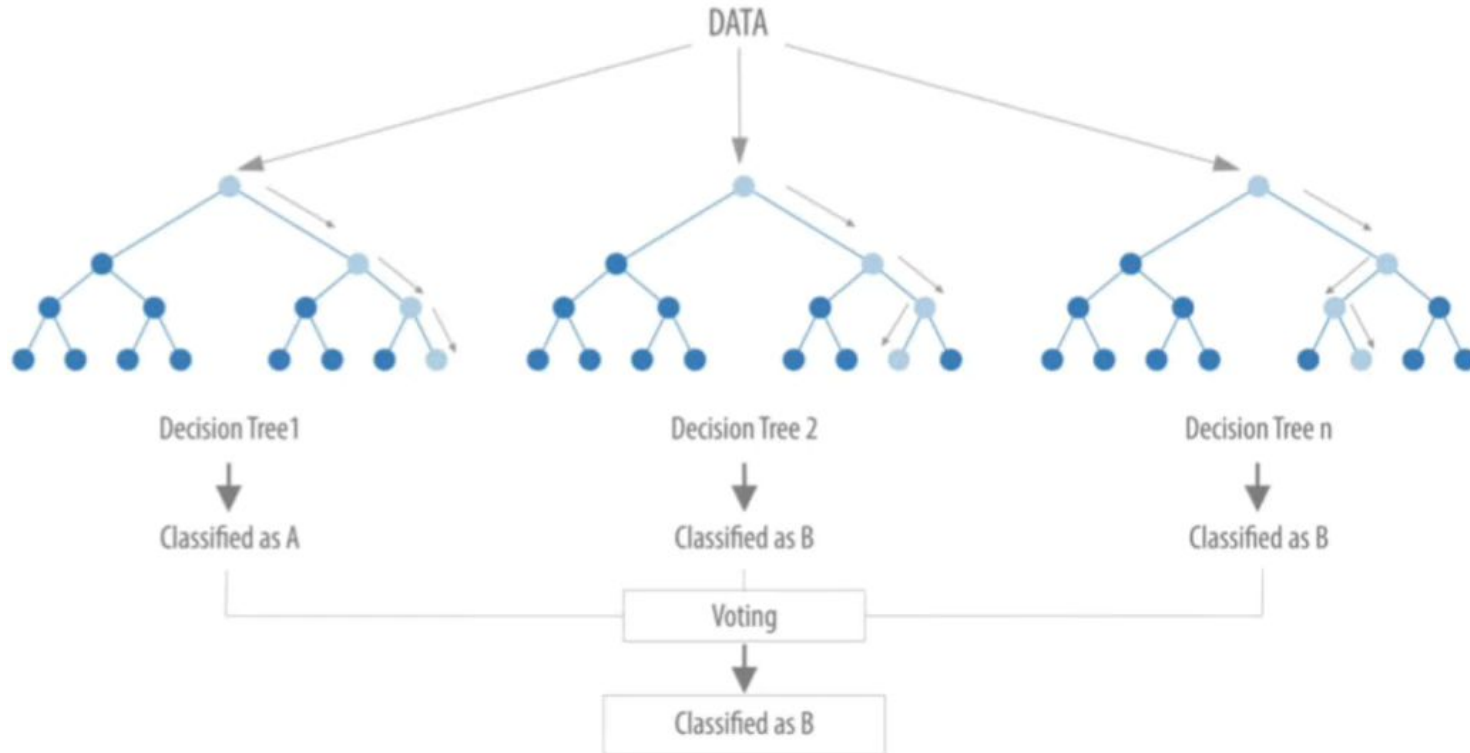 DATA
Decision Tree1
Decision Tree 2
Decision Tree n
Classified as A
Classified as B
Classified as B
Voting
Classified as B